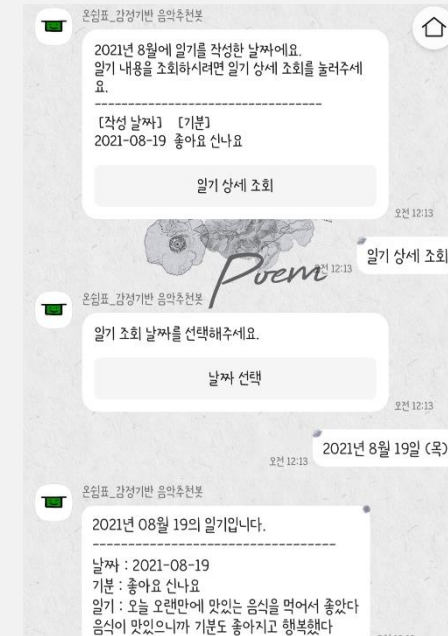 온쉼표_감정기반 음악추천봇
2021년 8월에 일기를 작성한 날짜에요.
일기 내용을 조회하시려면 일기 상세 조회를 눌러주세
요.
---------------------------------
[작성 날짜] [기분]
2021-08-19 좋아요 신나요
일기 상세 조회
오전 12:13
일기 상세 조회
오전 12:13
Poem
온쉼표_감정기반 음악추천봇
일기 조회 날짜를 선택해주세요.
날짜 선택
오전 12:13
2021년 8월 19일 (목)
오전 12:13
온쉼표_감정기반 음악추천봇
2021년 08월 19의 일기입니다.
-----------------------------------
날짜 : 2021-08-19
기분 : 좋아요 신나요
일기 : 오늘 오랜만에 맛있는 음식을 먹어서 좋았다
음식이 맛있으니까 기분도 좋아지고 행복했다